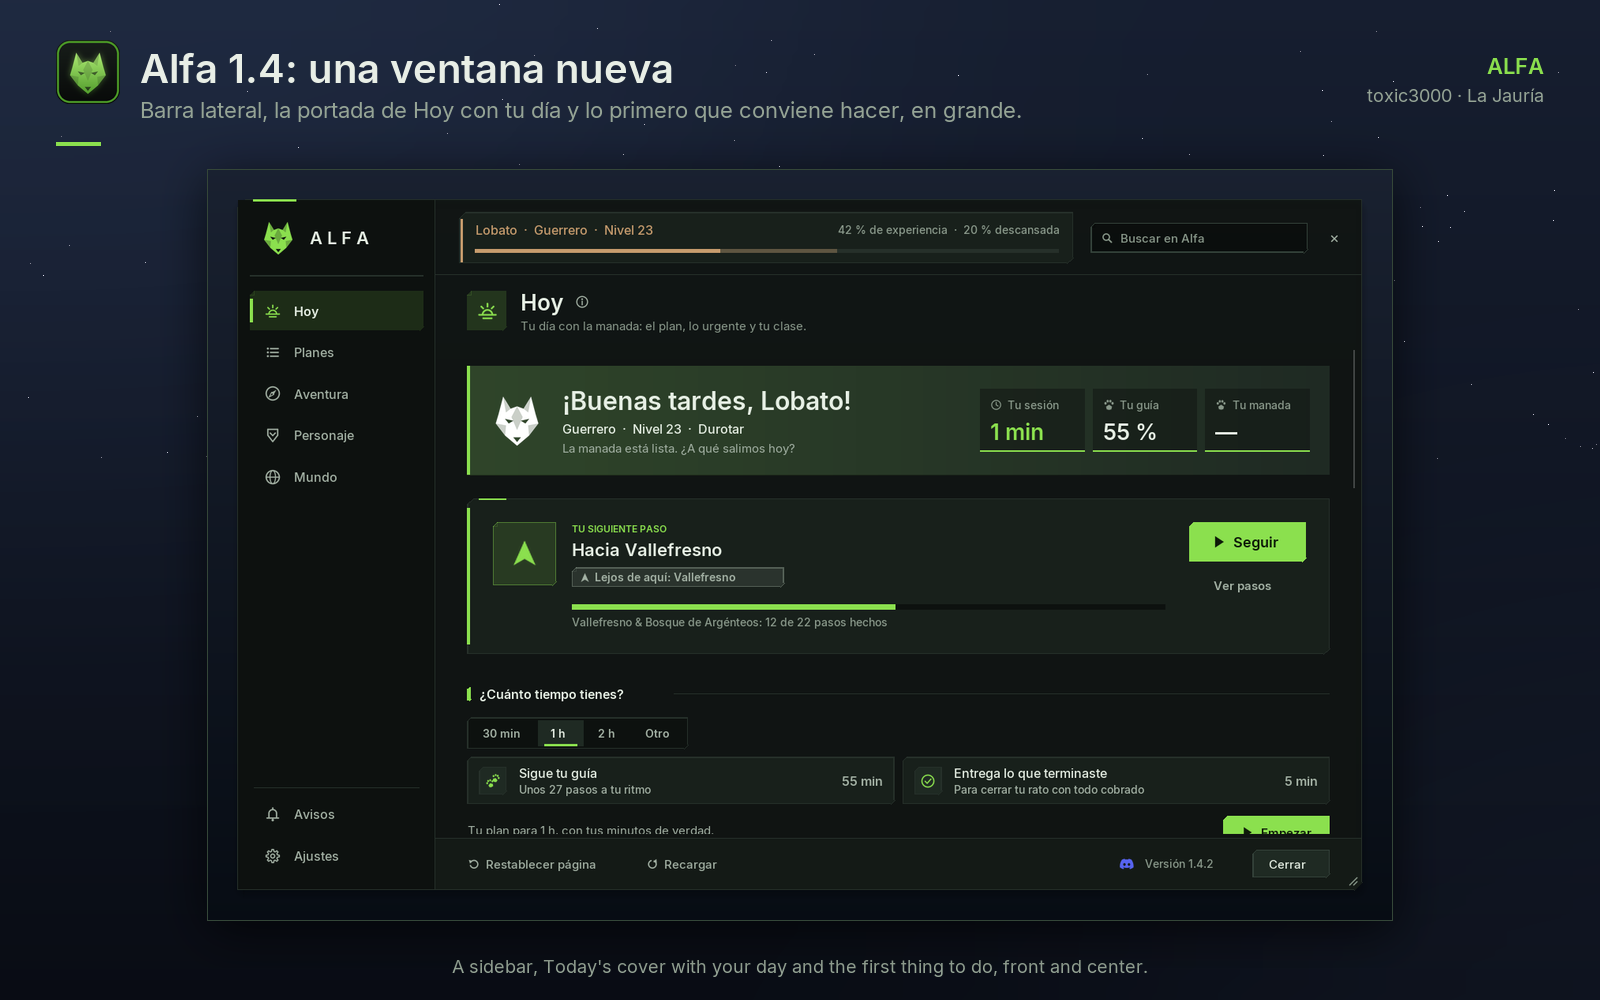 Alfa 1.4: una ventana nueva
Barra lateral, la portada de Hoy con tu día y lo primero que conviene hacer, en grande.
ALFA
toxic3000 · La Jauría
ALFA
Lobato · Guerrero · Nivel 23
42 % de experiencia · 20 % descansada
Buscar en Alfa
Hoy
Planes
Aventura
Personaje
Mundo
Avisos
Ajustes
Hoy
Tu día con la manada: el plan, lo urgente y tu clase.
¡Buenas tardes, Lobato!
Guerrero · Nivel 23 · Durotar
La manada está lista. ¿A qué salimos hoy?
Tu sesión
1 min
Tu guía
55 %
Tu manada
—
TU SIGUIENTE PASO
Hacia Vallefresno
Lejos de aquí: Vallefresno
Vallefresno & Bosque de Argénteos: 12 de 22 pasos hechos
Seguir
Ver pasos
¿Cuánto tiempo tienes?
30 min
1 h
2 h
Otro
Sigue tu guía
Unos 27 pasos a tu ritmo
55 min
Entrega lo que terminaste
Para cerrar tu rato con todo cobrado
5 min
Tu plan para 1 h, con tus minutos de verdad.
Empezar
Restablecer página
Recargar
Versión 1.4.2
Cerrar
A sidebar, Today's cover with your day and the first thing to do, front and center.